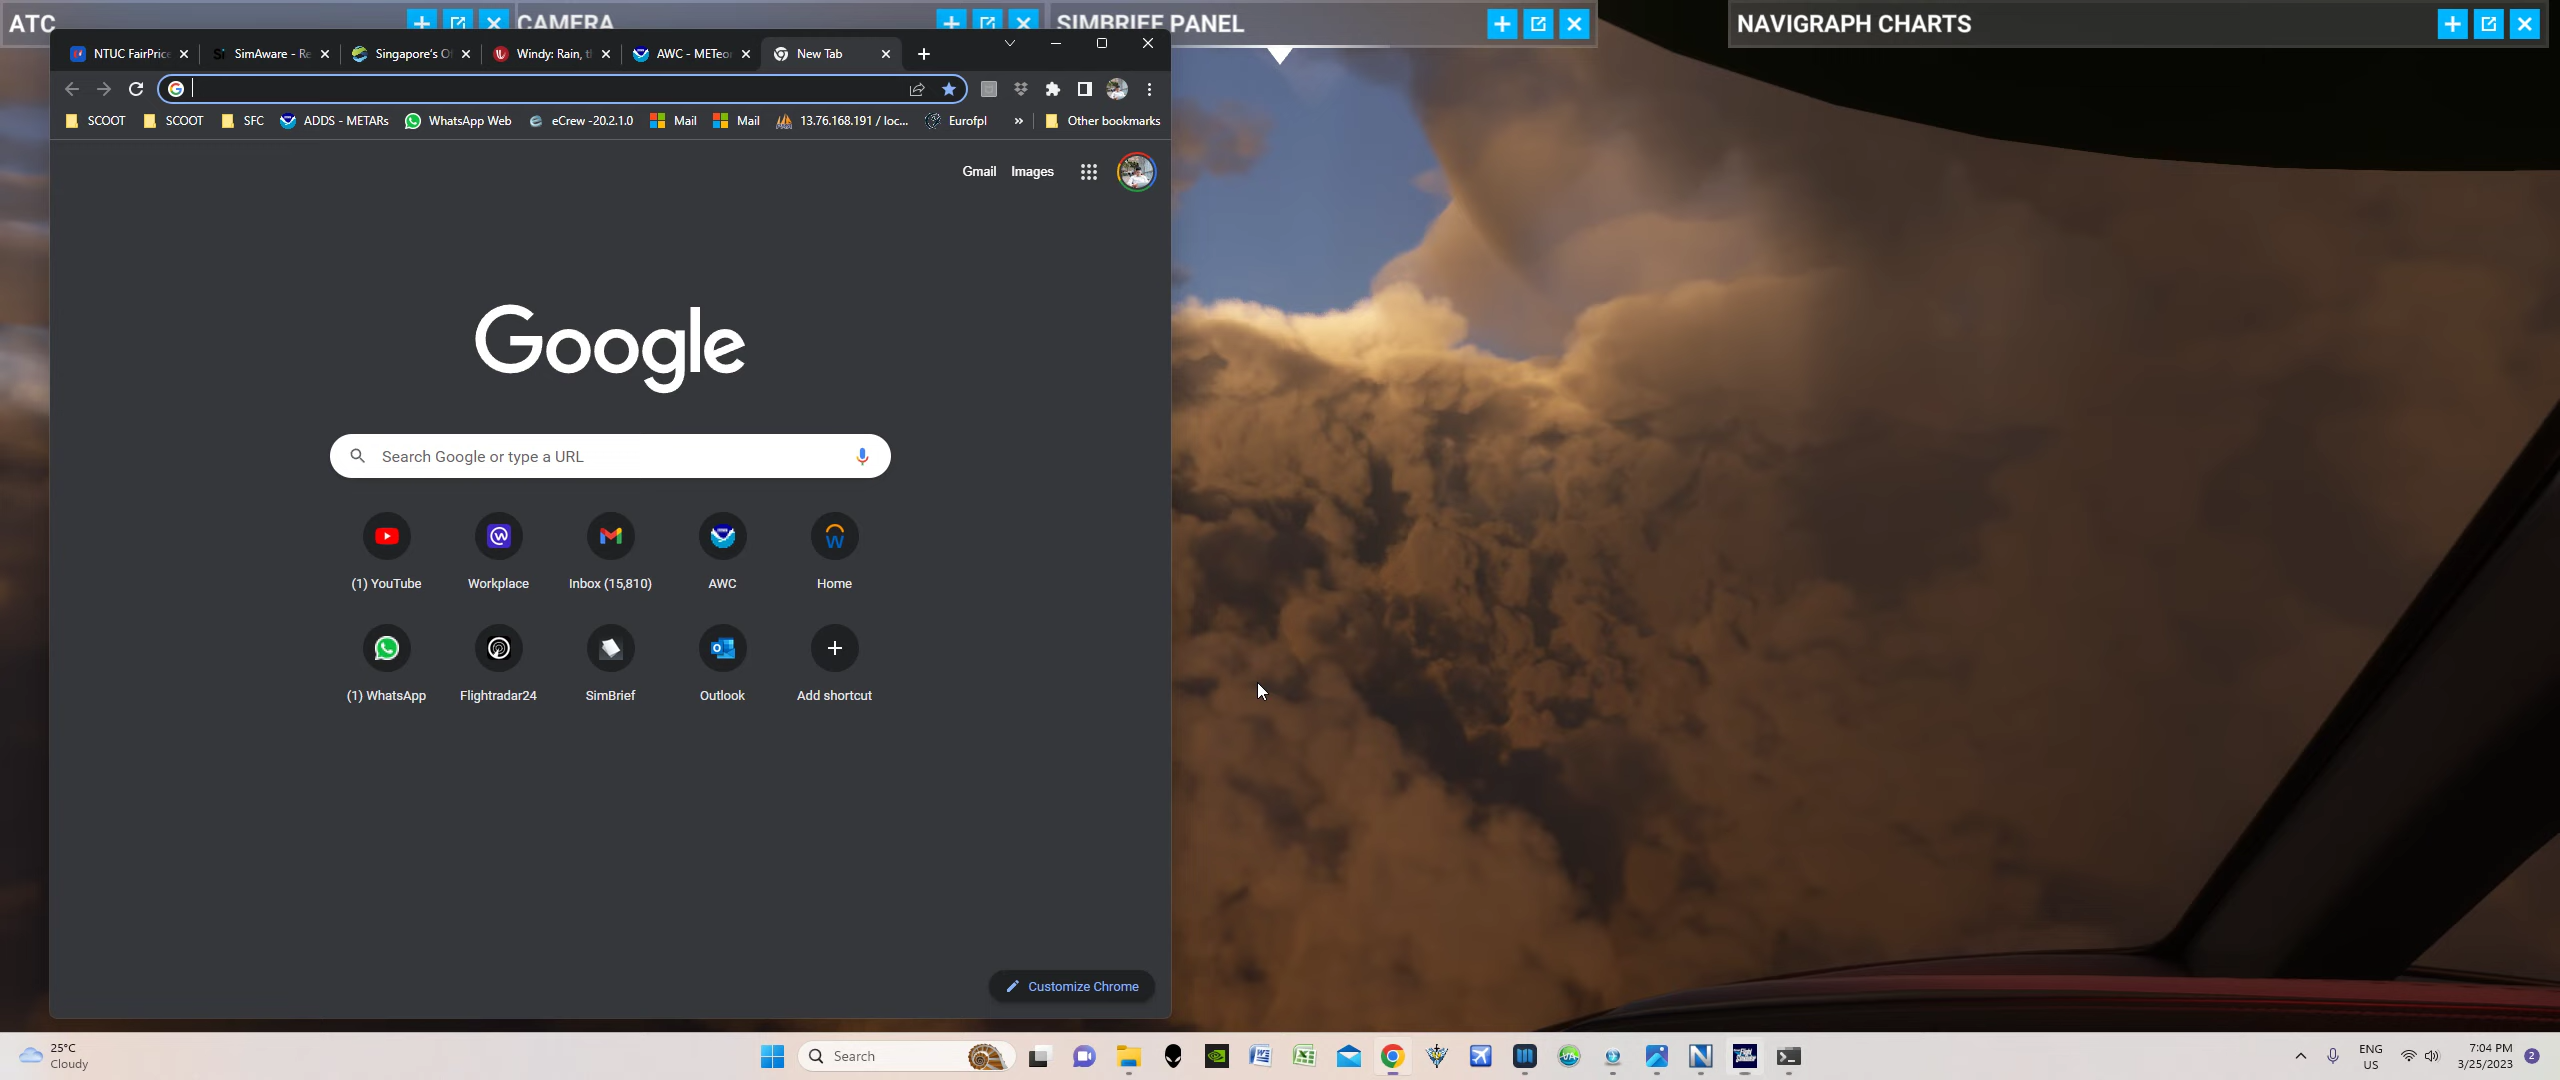 ATC
CAMERA
SIMBRIEF PANEL
NAVIGRAPH CHARTS
NTUC FairPrice
SimAware - Re
Singapore's O
Windy: Rain, t
AWC - METeo
New Tab
SCOOT
SCOOT
SFC
ADDS - METARs
WhatsApp Web
eCrew -20.2.1.0
Mail
Mail
13.76.168.191 / loc...
Eurofpl
»
Other bookmarks
Gmail
Images
Google
Search Google or type a URL
(1) YouTube
Workplace
Inbox (15,810)
AWC
Home
(1) WhatsApp
Flightradar24
SimBrief
Outlook
Add shortcut
Customize Chrome
25°C
Cloudy
Search
ENG
US
7:04 PM
3/25/2023
2